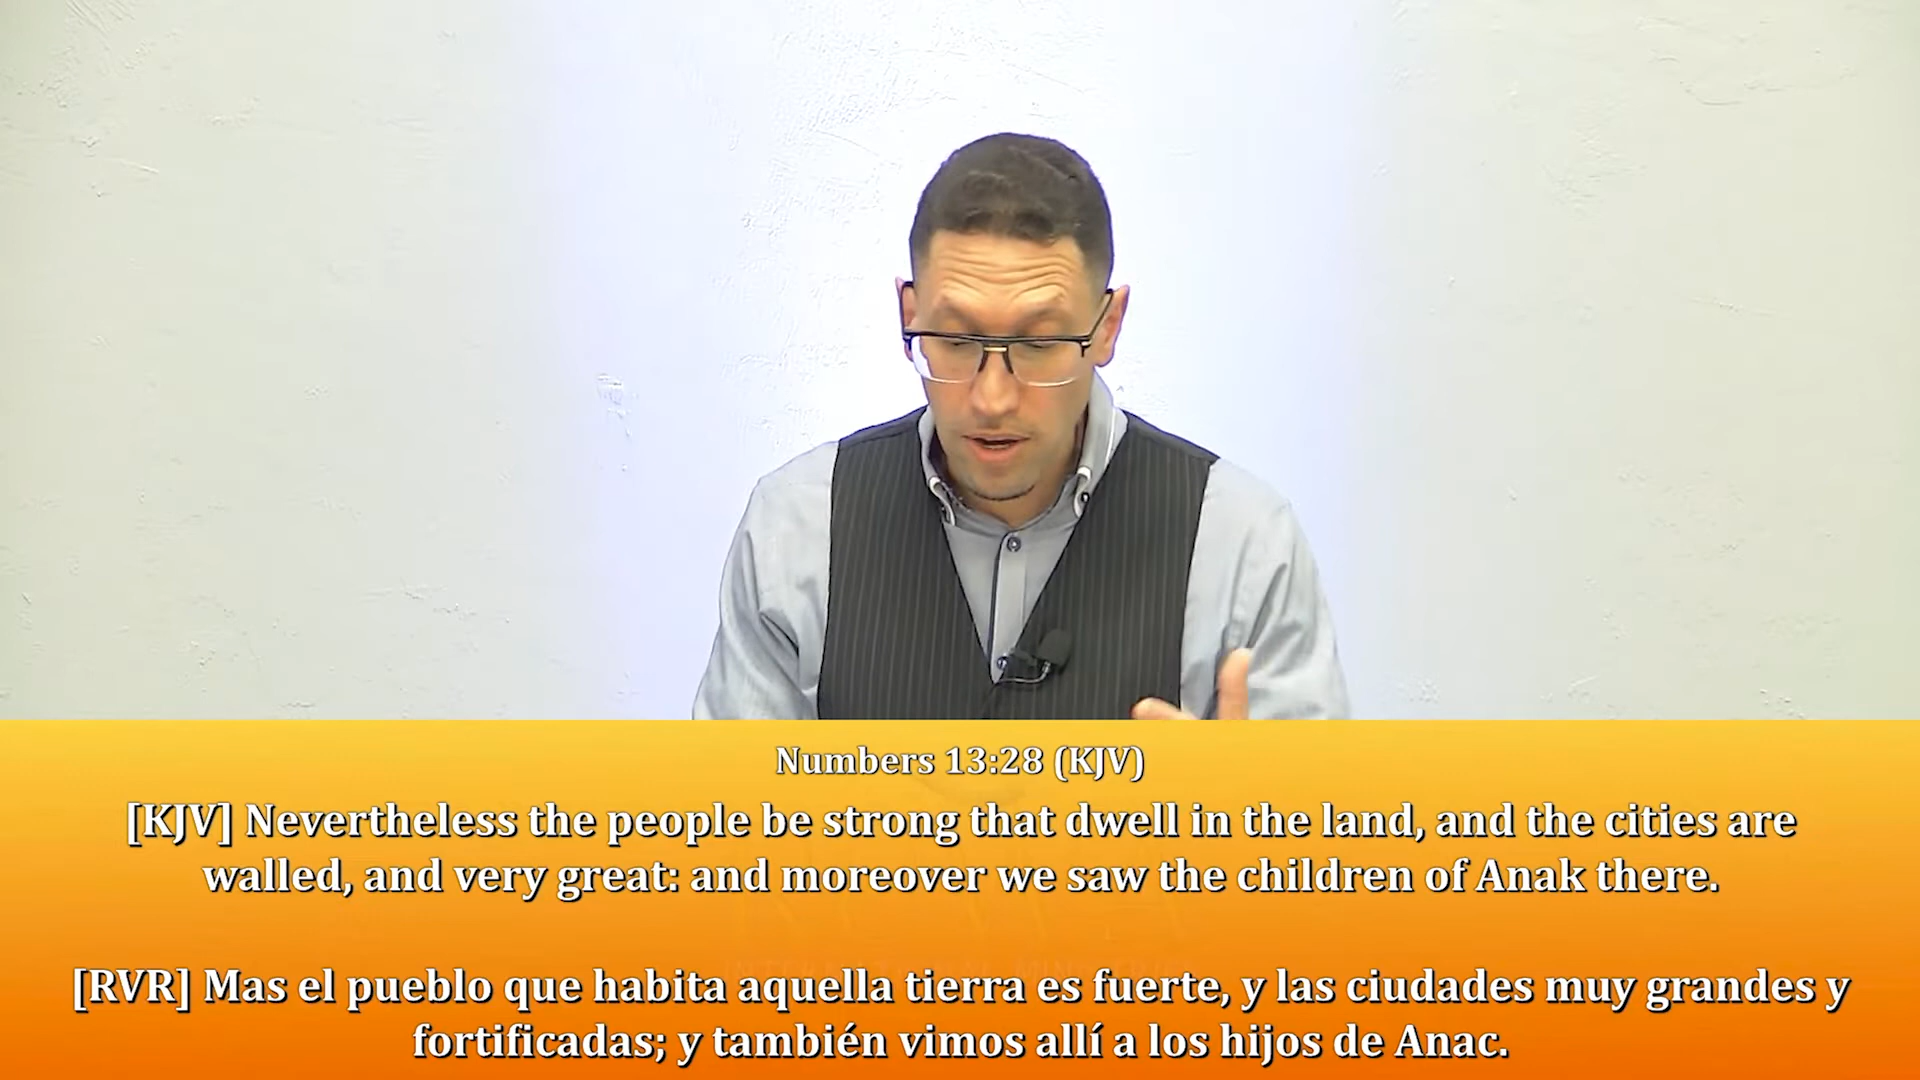 Numbers 13:28 (KJV)
[KJV] Nevertheless the people be strong that dwell in the land, and the cities are
walled, and very great: and moreover we saw the children of Anak there.
[RVR] Mas el pueblo que habita aquella tierra es fuerte, y las ciudades muy grandes y
fortificadas; y también vimos allí a los hijos de Anac.